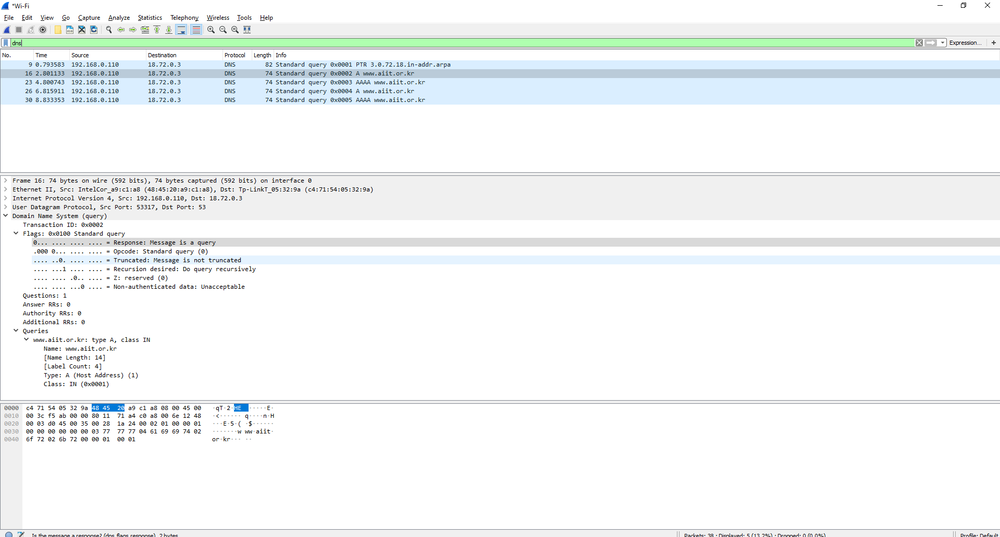 *Wi-Fi
File Edit View Go Capture Analyze Statistics Telephony Wireless Tools Help
dns Expression... +
No. Time Source Destination Protocol Length Info
9 0.793583 192.168.0.110 18.72.0.3 DNS 82 Standard query 0x0001 PTR 3.0.72.18.in-addr.arpa
16 2.801133 192.168.0.110 18.72.0.3 DNS 74 Standard query 0x0002 A www.aiit.or.kr
23 4.800743 192.168.0.110 18.72.0.3 DNS 74 Standard query 0x0003 AAAA www.aiit.or.kr
26 6.815911 192.168.0.110 18.72.0.3 DNS 74 Standard query 0x0004 A www.aiit.or.kr
30 8.833353 192.168.0.110 18.72.0.3 DNS 74 Standard query 0x0005 AAAA www.aiit.or.kr
Frame 16: 74 bytes on wire (592 bits), 74 bytes captured (592 bits) on interface 0
Ethernet II, Src: IntelCor_a9:c1:a8 (48:45:20:a9:c1:a8), Dst: Tp-LinkT_05:32:9a (c4:71:54:05:32:9a)
Internet Protocol Version 4, Src: 192.168.0.110, Dst: 18.72.0.3
User Datagram Protocol, Src Port: 53317, Dst Port: 53
Domain Name System (query)
Transaction ID: 0x0002
Flags: 0x0100 Standard query
0... .... .... .... = Response: Message is a query
.000 0... .... .... = Opcode: Standard query (0)
.... ..0. .... .... = Truncated: Message is not truncated
.... ...1 .... .... = Recursion desired: Do query recursively
.... .... .0.. .... = Z: reserved (0)
.... .... ...0 .... = Non-authenticated data: Unacceptable
Questions: 1
Answer RRs: 0
Authority RRs: 0
Additional RRs: 0
Queries
www.aiit.or.kr: type A, class IN
Name: www.aiit.or.kr
[Name Length: 14]
[Label Count: 4]
Type: A (Host Address) (1)
Class: IN (0x0001)
0000 c4 71 54 05 32 9a 48 45 20 a9 c1 a8 08 00 45 00 ·qT·2·HE ·····E·
0010 00 3c f5 ab 00 00 80 11 71 a4 c0 a8 00 6e 12 48 ·<······ q····n·H
0020 00 03 d0 45 00 35 00 28 1a 24 00 02 01 00 00 01 ···E·5·( ·$······
0030 00 00 00 00 00 00 03 77 77 77 04 61 69 69 74 02 ·······w ww·aiit·
0040 6f 72 02 6b 72 00 00 01 00 01 or·kr··· ··
Is the message a response? (dns.flags.response), 2 bytes Packets: 38 · Displayed: 5 (13.2%) · Dropped: 0 (0.0%) Profile: Default